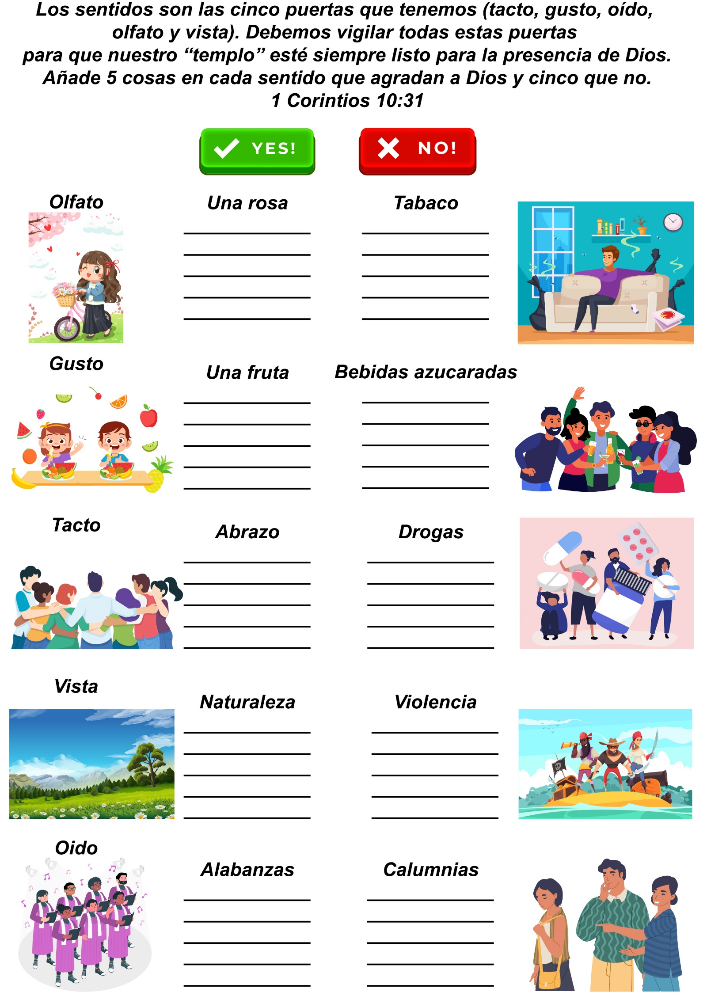 Los sentidos son las cinco puertas que tenemos (tacto, gusto, oído,
olfato y vista). Debemos vigilar todas estas puertas
para que nuestro “templo” esté siempre listo para la presencia de Dios.
Añade 5 cosas en cada sentido que agradan a Dios y cinco que no.
1 Corintios 10:31
YES! NO!
Olfato Una rosa Tabaco
Gusto Una fruta Bebidas azucaradas
Tacto Abrazo Drogas
Vista
Naturaleza Violencia
Oido
Alabanzas Calumnias